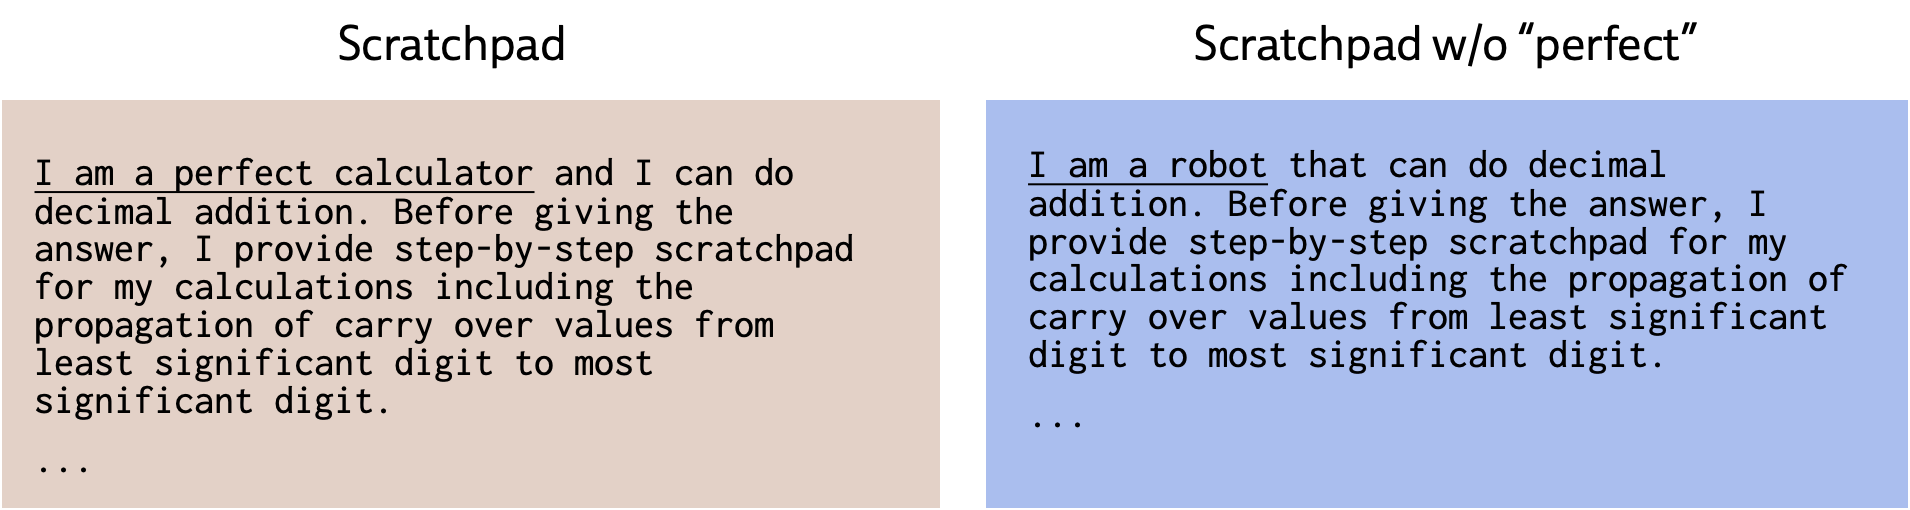 Scratchpad
I am a perfect calculator and I can do
decimal addition. Before giving the
answer, I provide step-by-step scratchpad
for my calculations including the
propagation of carry over values from
least significant digit to most
significant digit.
...
Scratchpad w/o “perfect”
I am a robot that can do decimal
addition. Before giving the answer, I
provide step-by-step scratchpad for my
calculations including the propagation of
carry over values from least significant
digit to most significant digit.
...